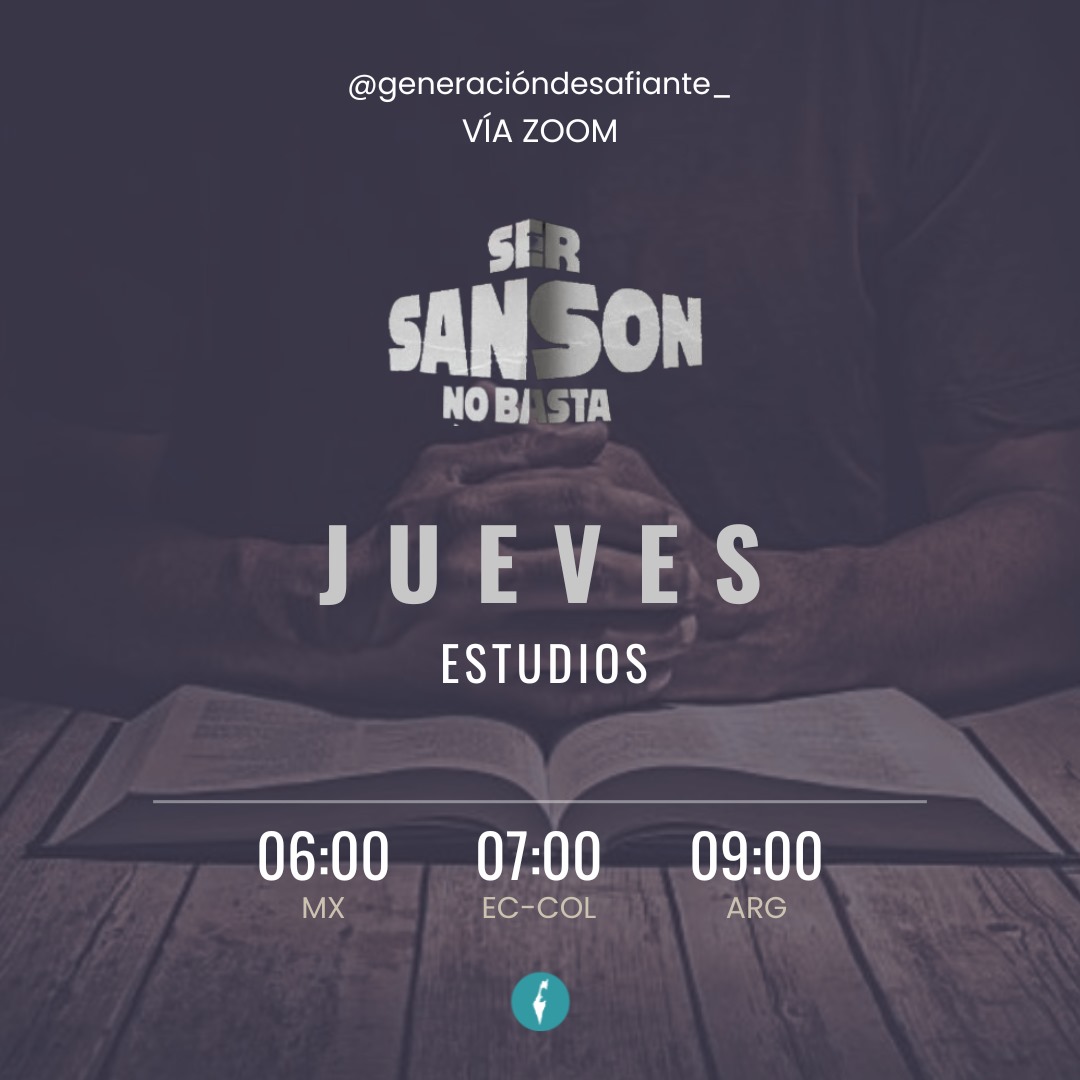 @generacióndesafiante_
VÍA ZOOM
SER
SANSON
NO BASTA
JUEVES
ESTUDIOS
06:00 07:00 09:00
MX EC-COL ARG